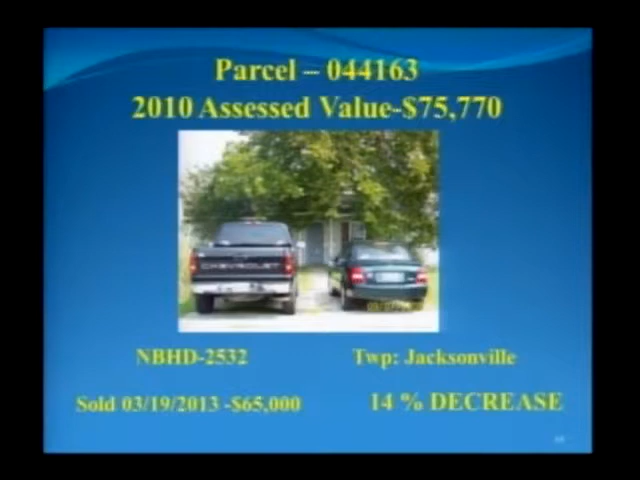 Parcel – 044163
2010 Assessed Value-$75,770
CHEVROLET
NBHD-2532
Twp: Jacksonville
Sold 03/19/2013 -$65,000
14 % DECREASE